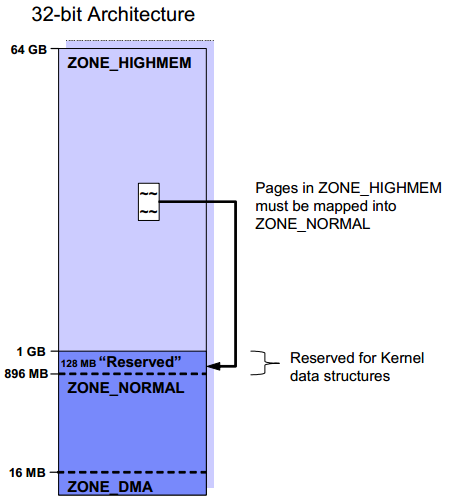 32-bit Architecture
64 GB
ZONE_HIGHMEM
~~
~~
Pages in ZONE_HIGHMEM
must be mapped into
ZONE_NORMAL
1 GB
128 MB “Reserved”
Reserved for Kernel
data structures
896 MB
ZONE_NORMAL
16 MB
ZONE_DMA